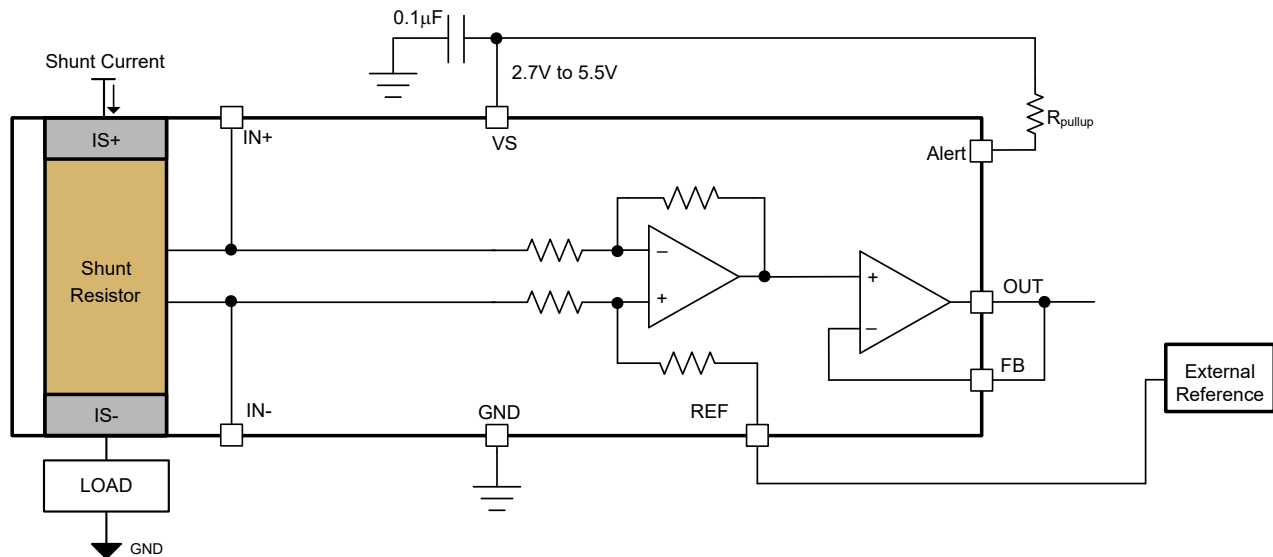 0.1μF
Shunt Current
2.7V to 5.5V
IS+
IN+
VS
Rpullup
Alert
−
+
Shunt
Resistor
+
−
OUT
FB
External
Reference
IS-
IN-
GND
REF
LOAD
GND